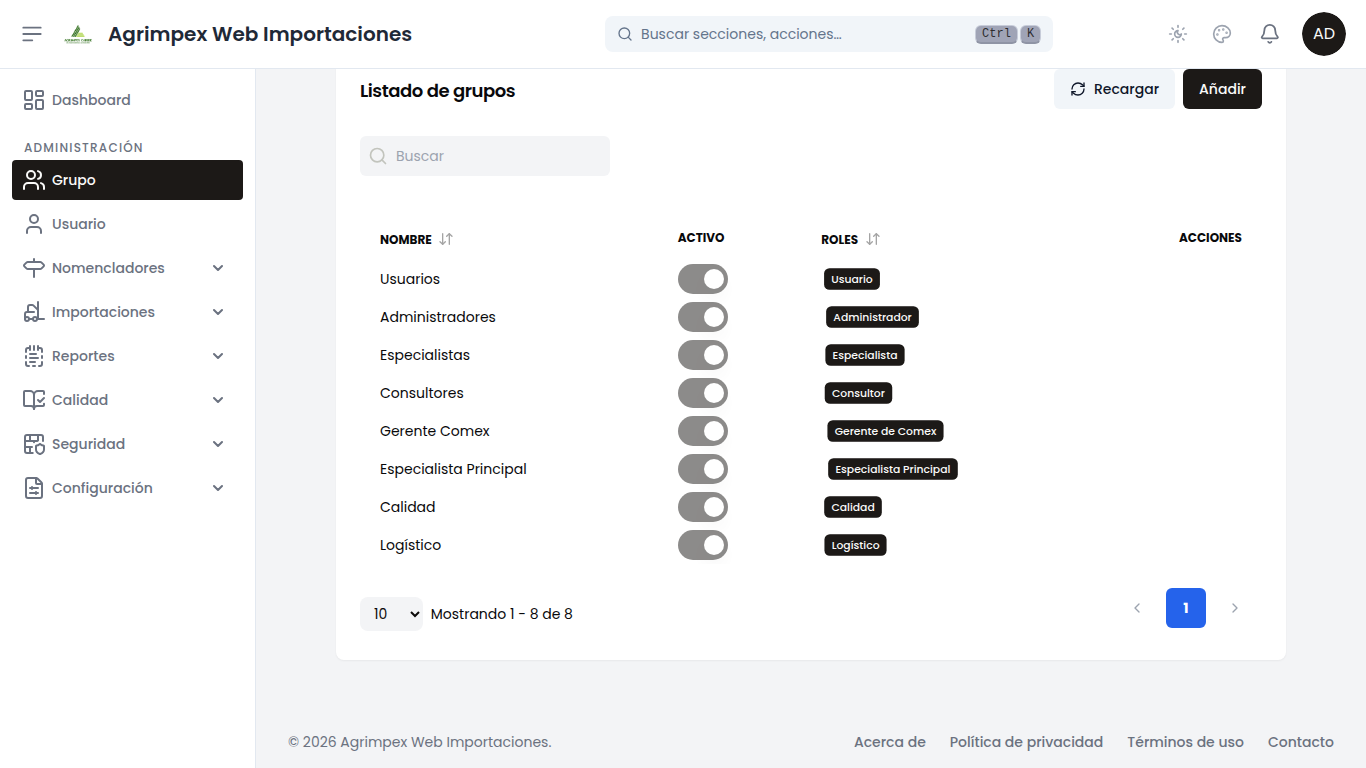 Agrimpex Web Importaciones
Buscar secciones, acciones...
Ctrl K
AD
Dashboard
ADMINISTRACIÓN
Grupo
Usuario
Nomencladores
Importaciones
Reportes
Calidad
Seguridad
Configuración
Listado de grupos
Recargar
Añadir
Buscar
NOMBRE ACTIVO ROLES ACCIONES
Usuarios Usuario
Administradores Administrador
Especialistas Especialista
Consultores Consultor
Gerente Comex Gerente de Comex
Especialista Principal Especialista Principal
Calidad Calidad
Logístico Logístico
10 Mostrando 1 - 8 de 8
1
© 2026 Agrimpex Web Importaciones.
Acerca de Política de privacidad Términos de uso Contacto